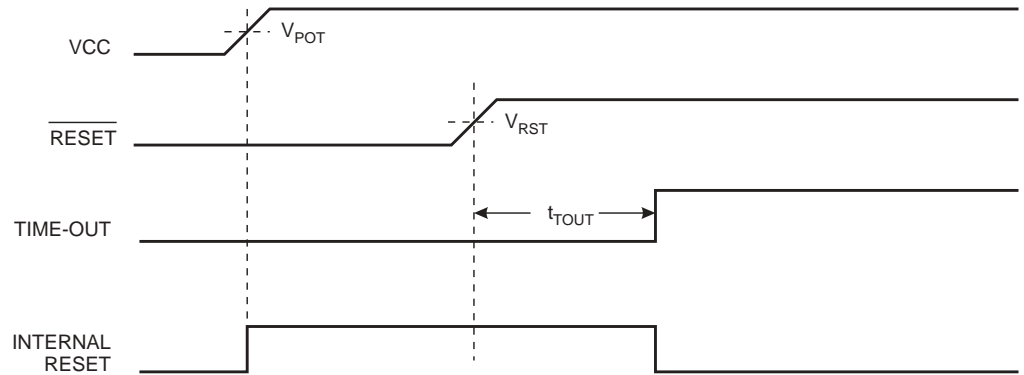 VCC
VPOT
RESET
VRST
TIME-OUT
tTOUT
INTERNAL
RESET